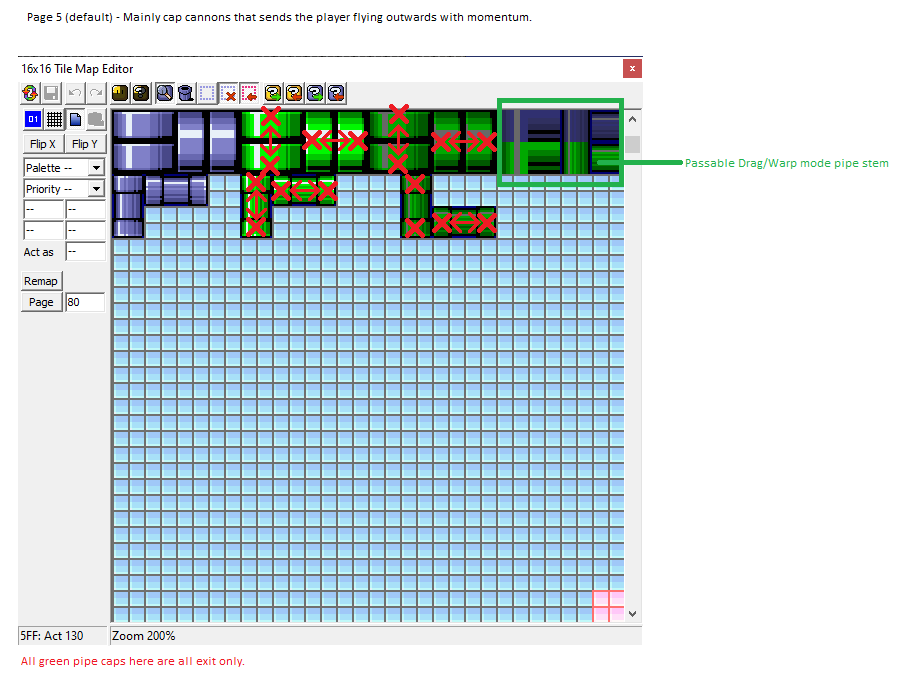 Page 5 (default) - Mainly cap cannons that sends the player flying outwards with momentum.
16x16 Tile Map Editor
x
01
Flip X Flip Y
Palette --
Priority --
-- --
-- --
Act as --
Remap
Page 80
Passable Drag/Warp mode pipe stem
5FF: Act 130 Zoom 200%
All green pipe caps here are all exit only.